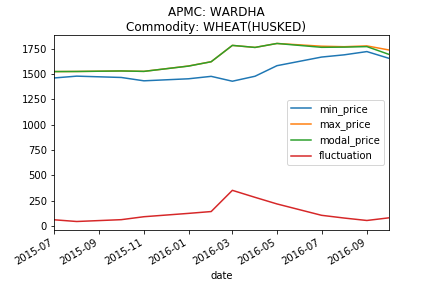 APMC: WARDHA
Commodity: WHEAT(HUSKED)
1750
1500
1250
1000
750
500
250
0
min_price
max_price
modal_price
fluctuation
2015-07
2015-09
2015-11
2016-01
2016-03
2016-05
2016-07
2016-09
date